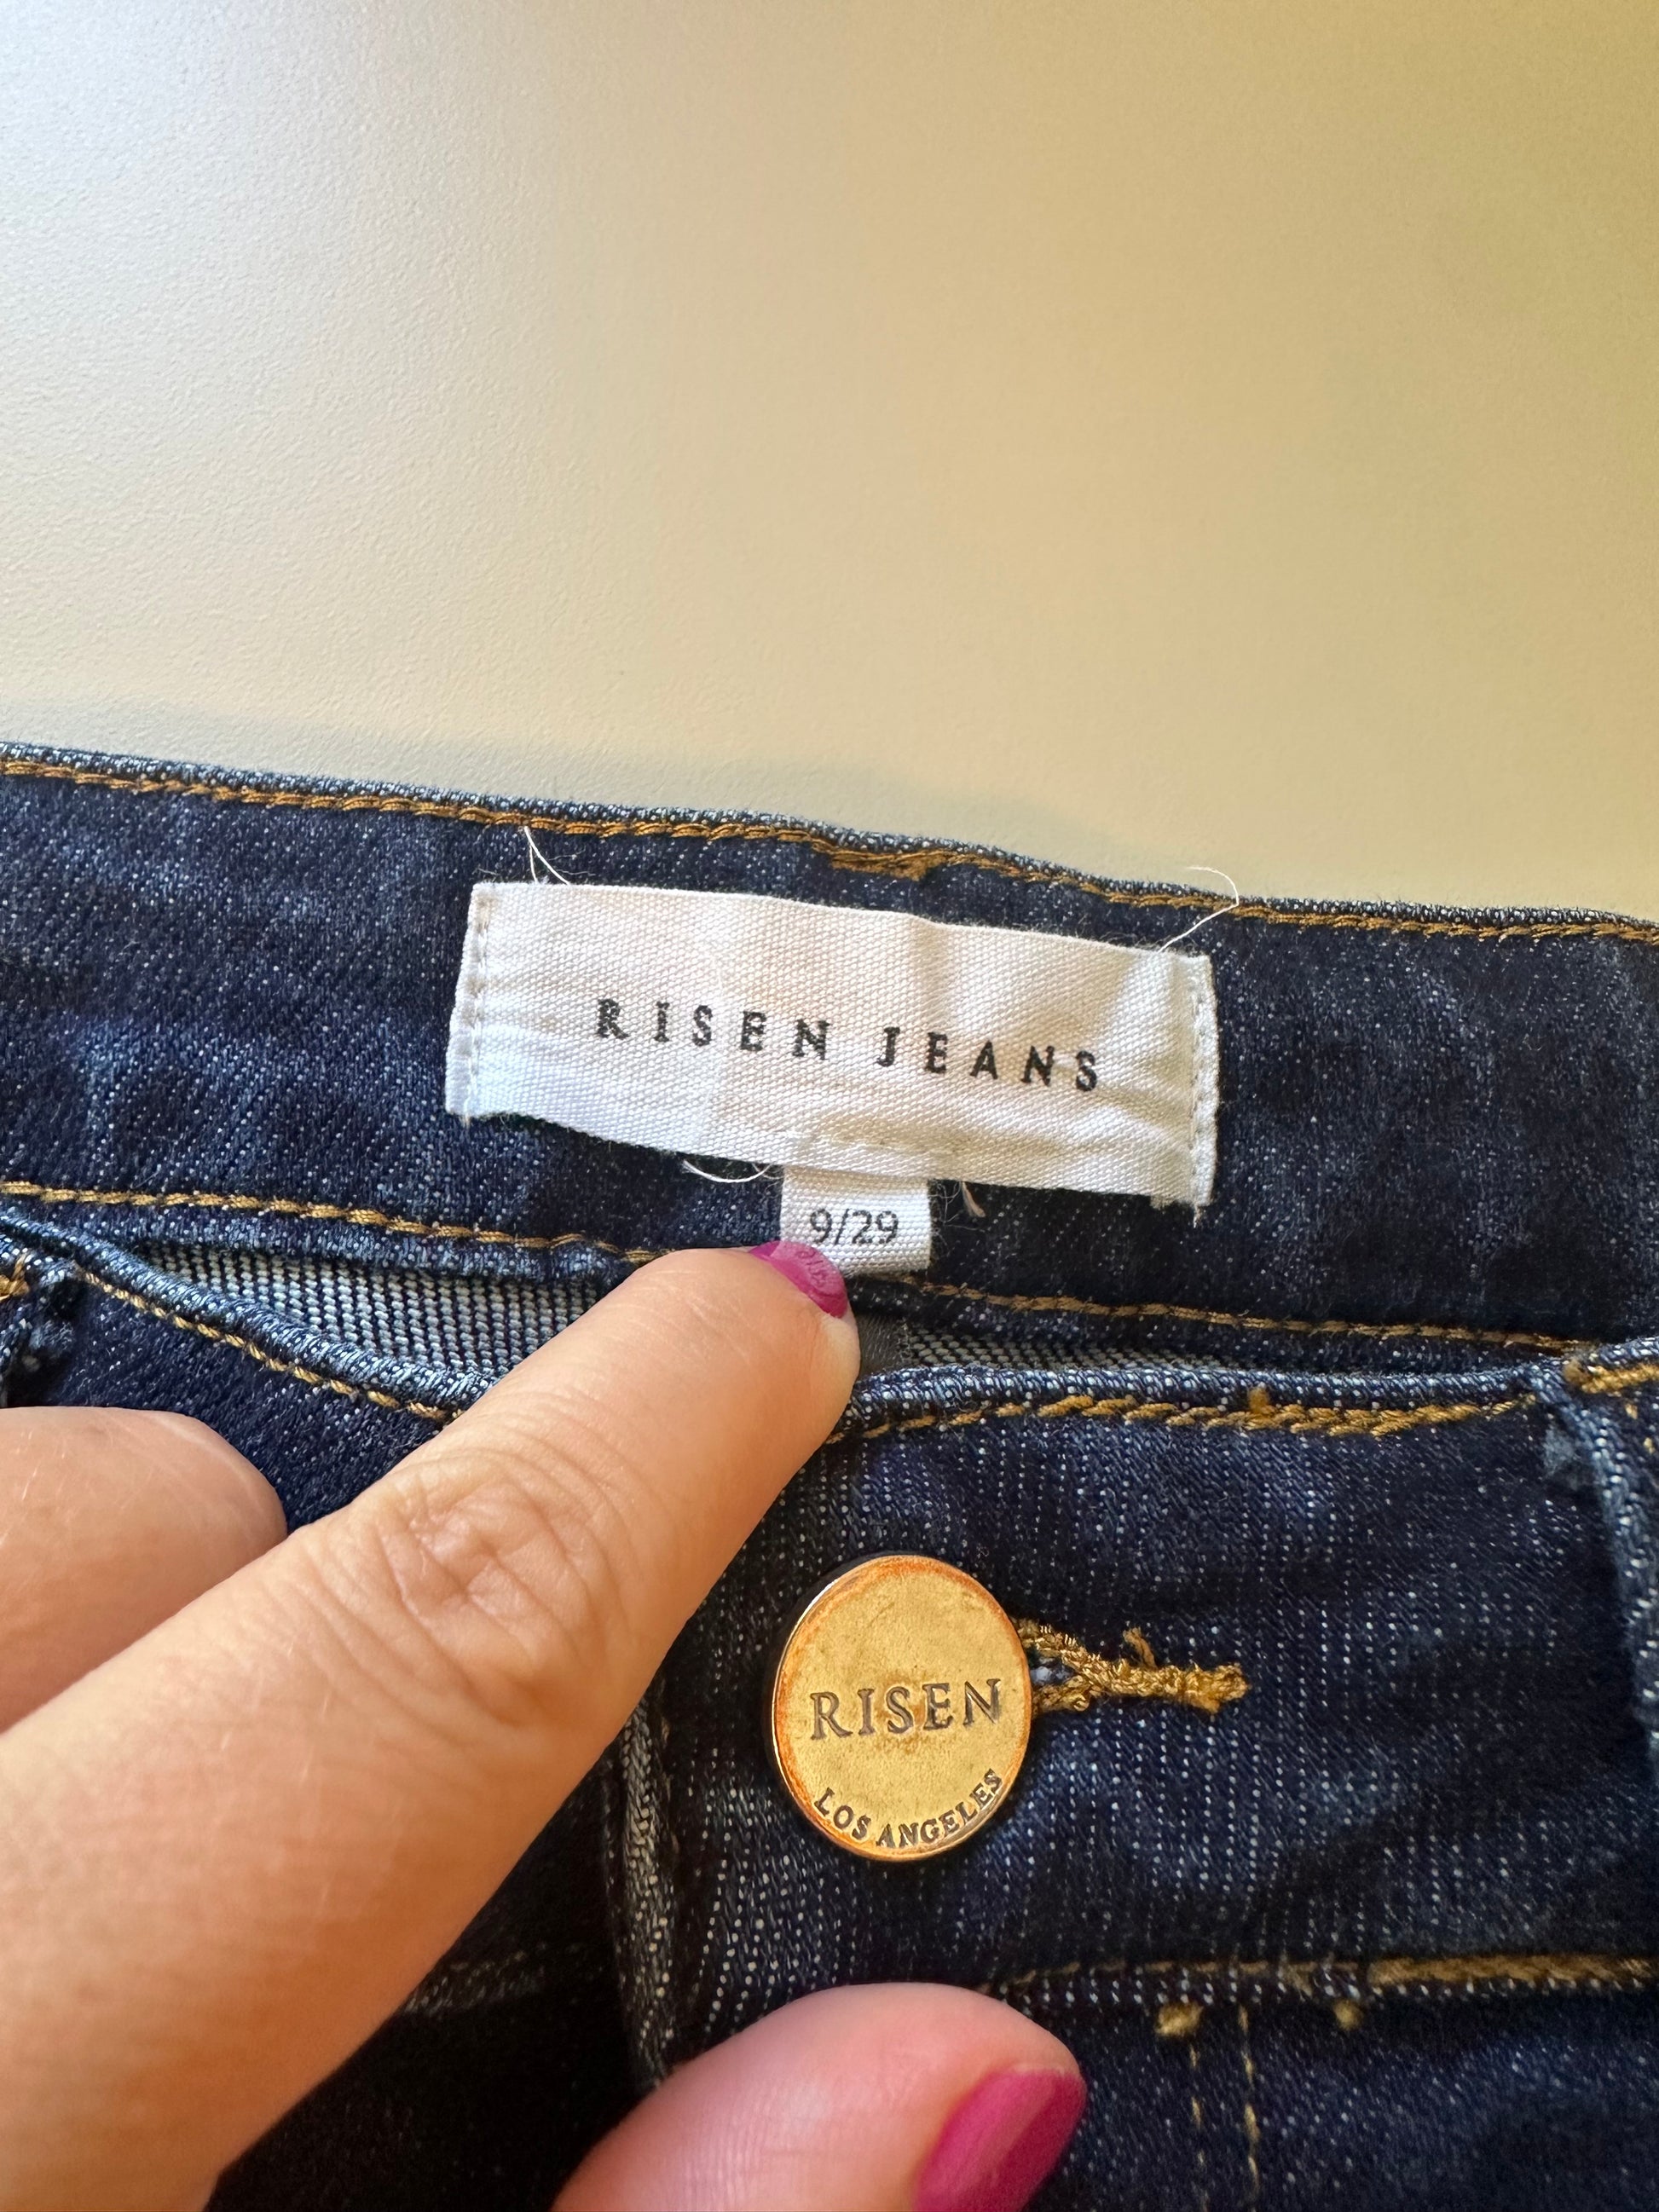 RISEN JEANS
9/29
RISEN
LOS ANGELES